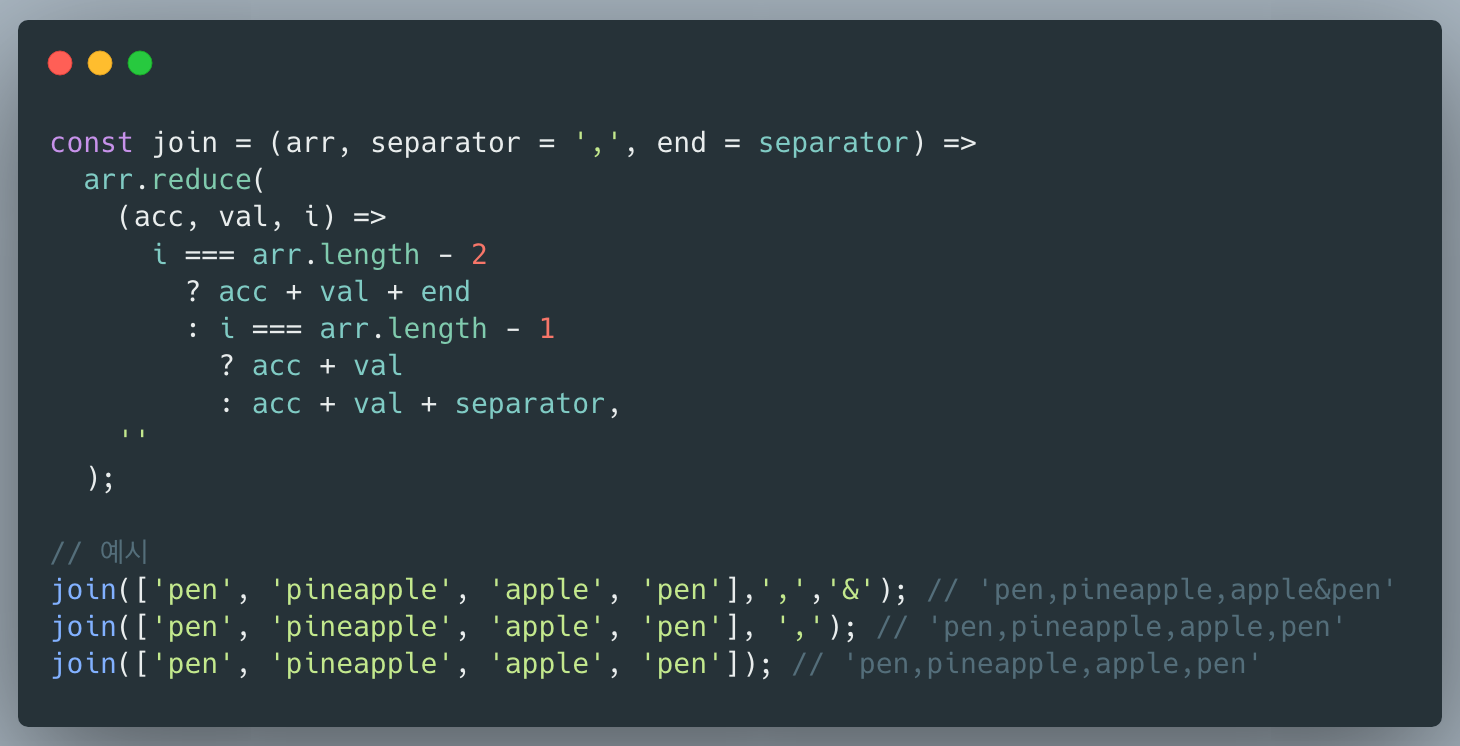 const join = (arr, separator = ',', end = separator) =>
  arr.reduce(
    (acc, val, i) =>
      i === arr.length - 2
        ? acc + val + end
        : i === arr.length - 1
          ? acc + val
          : acc + val + separator,
    ''
  );

// 예시
join(['pen', 'pineapple', 'apple', 'pen'],',','&'); // 'pen,pineapple,apple&pen'
join(['pen', 'pineapple', 'apple', 'pen'], ','); // 'pen,pineapple,apple,pen'
join(['pen', 'pineapple', 'apple', 'pen']); // 'pen,pineapple,apple,pen'